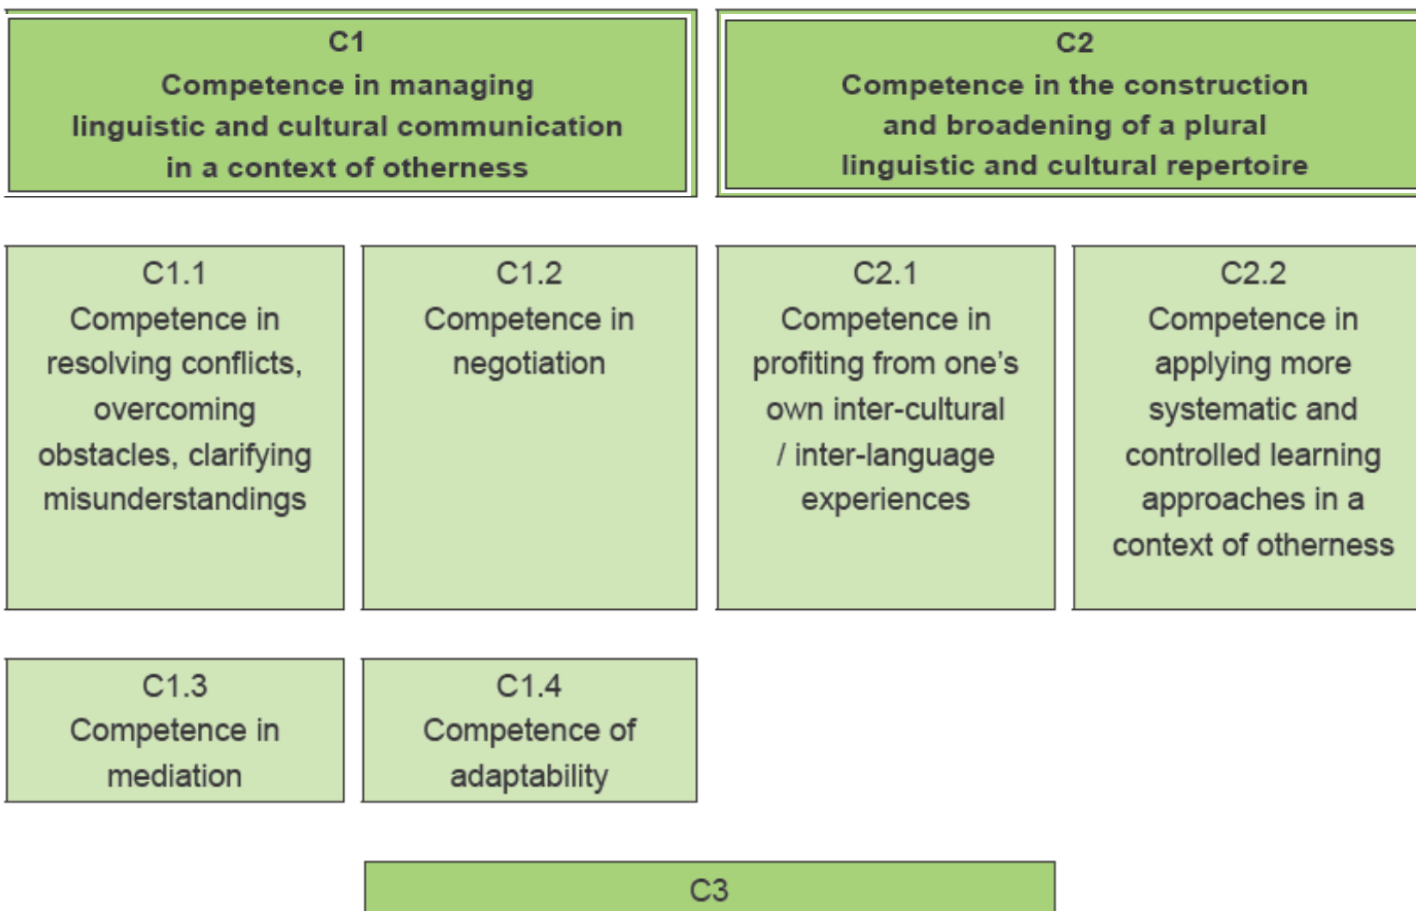 C1
Competence in managing
linguistic and cultural communication
in a context of otherness
C2
Competence in the construction
and broadening of a plural
linguistic and cultural repertoire
C1.1
Competence in
resolving conflicts,
overcoming
obstacles, clarifying
misunderstandings
C1.2
Competence in
negotiation
C2.1
Competence in
profiting from one's
own inter-cultural
/ inter-language
experiences
C2.2
Competence in
applying more
systematic and
controlled learning
approaches in a
context of otherness
C1.3
Competence in
mediation
C1.4
Competence of
adaptability
C3